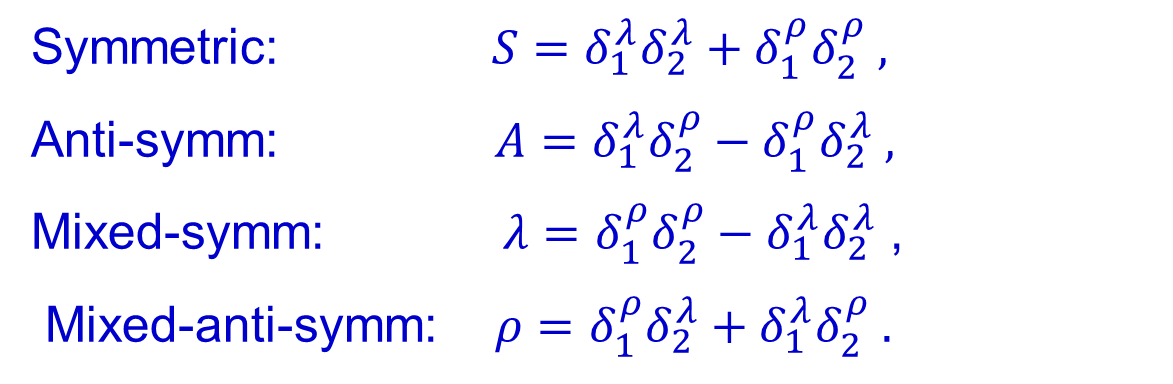 Symmetric: 𝑆 = 𝛿₁^𝜆 𝛿₂^𝜆 + 𝛿₁^𝜌 𝛿₂^𝜌 ,
Anti-symm: 𝐴 = 𝛿₁^𝜆 𝛿₂^𝜌 − 𝛿₁^𝜌 𝛿₂^𝜆 ,
Mixed-symm: 𝜆 = 𝛿₁^𝜌 𝛿₂^𝜌 − 𝛿₁^𝜆 𝛿₂^𝜆 ,
Mixed-anti-symm: 𝜌 = 𝛿₁^𝜌 𝛿₂^𝜆 + 𝛿₁^𝜆 𝛿₂^𝜌 .